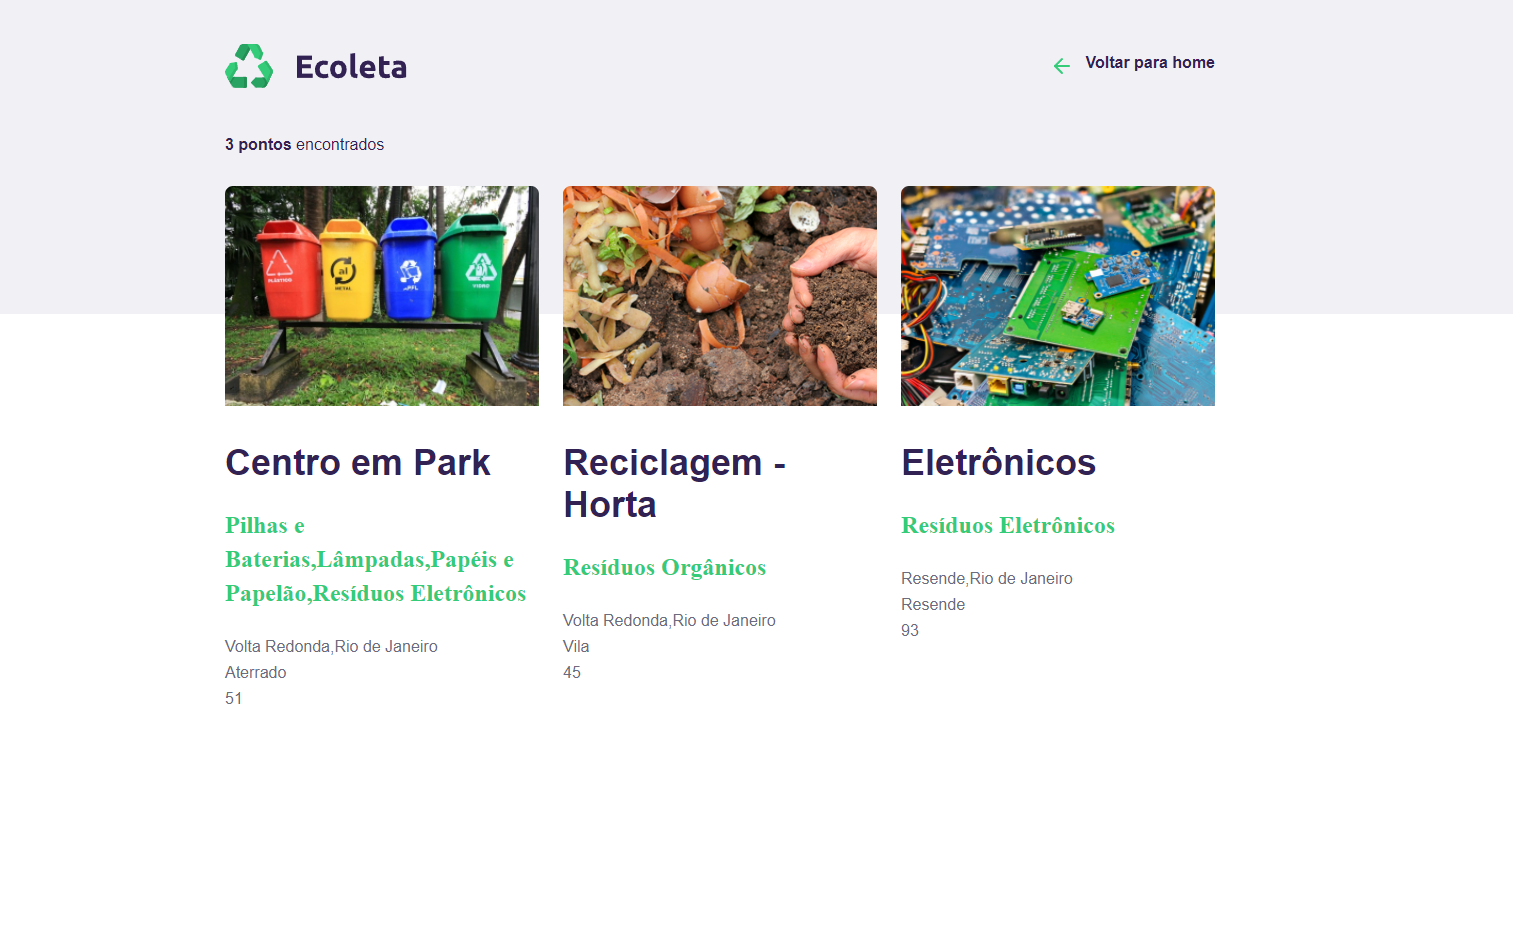 Ecoleta
Voltar para home
3 pontos encontrados
PLÁSTICO
al
METAL
VIDRO
Centro em Park
Pilhas e
Baterias,Lâmpadas,Papéis e
Papelão,Resíduos Eletrônicos
Volta Redonda,Rio de Janeiro
Aterrado
51
Reciclagem -
Horta
Resíduos Orgânicos
Volta Redonda,Rio de Janeiro
Vila
45
Eletrônicos
Resíduos Eletrônicos
Resende,Rio de Janeiro
Resende
93